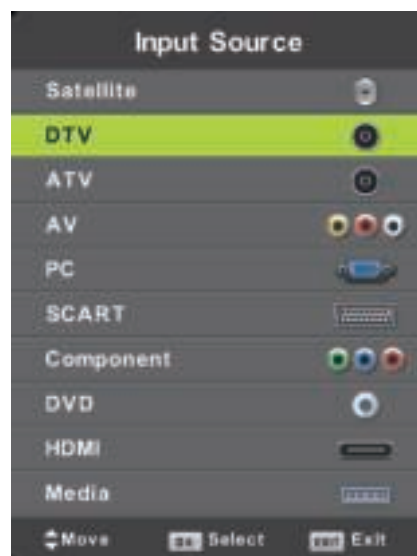 Input Source
Satellite
DTV
ATV
AV
PC
SCART
Component
DVD
HDMI
Media
Move Select Exit